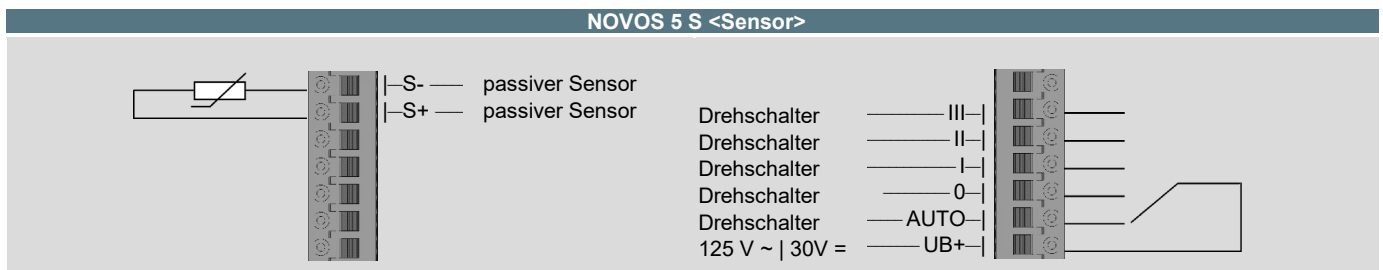 NOVOS 5 S <Sensor>
S- passiver Sensor
S+ passiver Sensor
Drehschalter III
Drehschalter II
Drehschalter I
Drehschalter 0
Drehschalter AUTO
125 V ~ | 30V = UB+